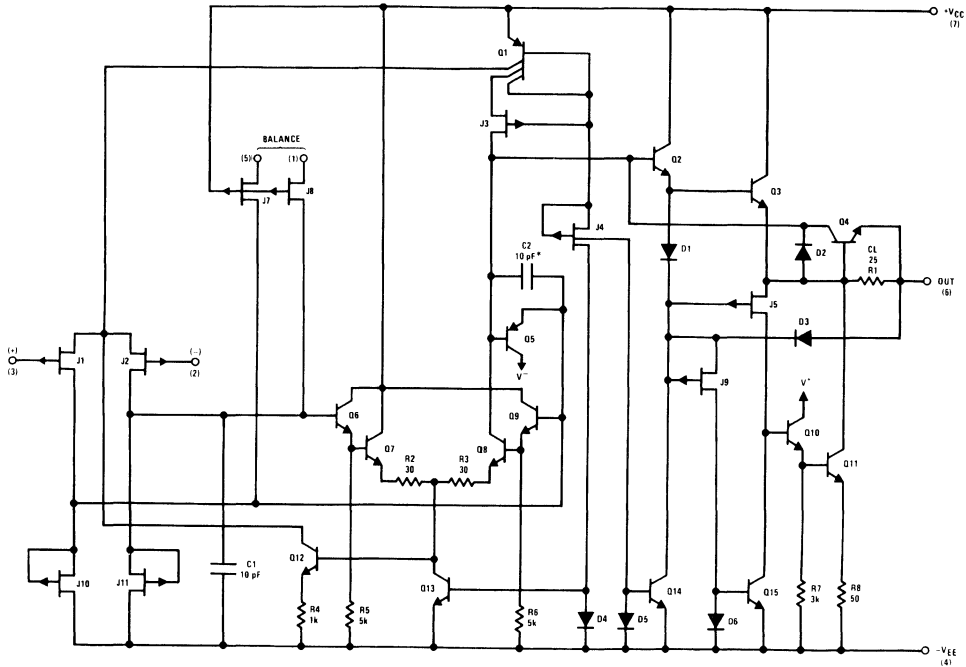 +VCC
(7)
Q1
J3
BALANCE
(5)
(1)
J7
J8
Q2
Q3
Q4
J4
C2
10 pF*
D1
D2
CL
25
R1
OUT
(6)
J5
D3
Q5
V-
(+)
(3)
J1
J2
(-)
(2)
J9
V+
Q6
Q7
Q9
Q8
R2
30
R3
30
Q10
Q11
J10
J11
C1
10 pF
Q12
Q13
R4
1k
R5
5k
R6
5k
D4
D5
Q14
D6
Q15
R7
3k
R8
50
-VEE
(4)